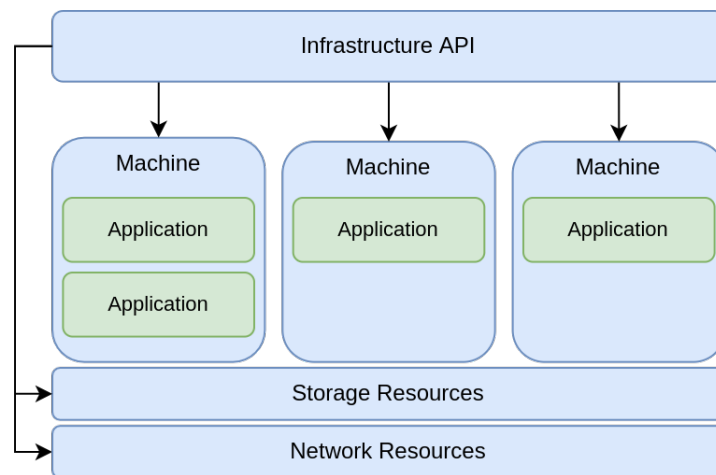 Infrastructure API
Machine
Machine
Machine
Application
Application
Application
Application
Storage Resources
Network Resources